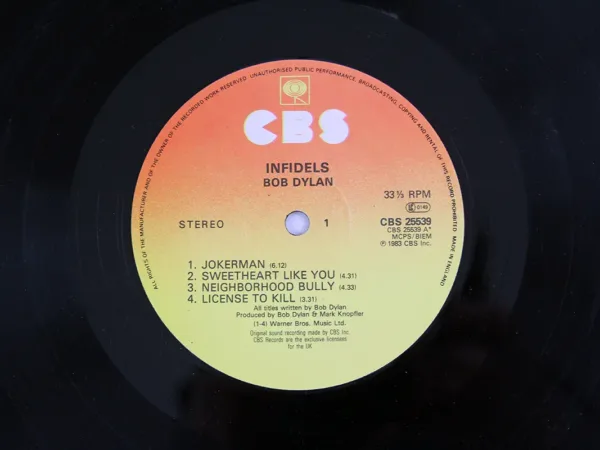 ALL RIGHTS OF THE MANUFACTURER AND OF THE OWNER OF THE RECORDED WORK RESERVED. UNAUTHORISED PUBLIC PERFORMANCE, BROADCASTING, COPYING AND RENTAL OF THIS RECORD PROHIBITED. MADE IN ENGLAND
CBS
INFIDELS
BOB DYLAN
33⅓ RPM
STEREO
1
CBS 25539
CBS 25539 A*
MCPS/BIEM
℗ 1983 CBS Inc.
1. JOKERMAN (6.12)
2. SWEETHEART LIKE YOU (4.31)
3. NEIGHBORHOOD BULLY (4.33)
4. LICENSE TO KILL (3.31)
All titles written by Bob Dylan
Produced by Bob Dylan & Mark Knopfler
(1-4) Warner Bros. Music Ltd.
Original sound recording made by CBS Inc.
CBS Records are the exclusive licensees
for the UK